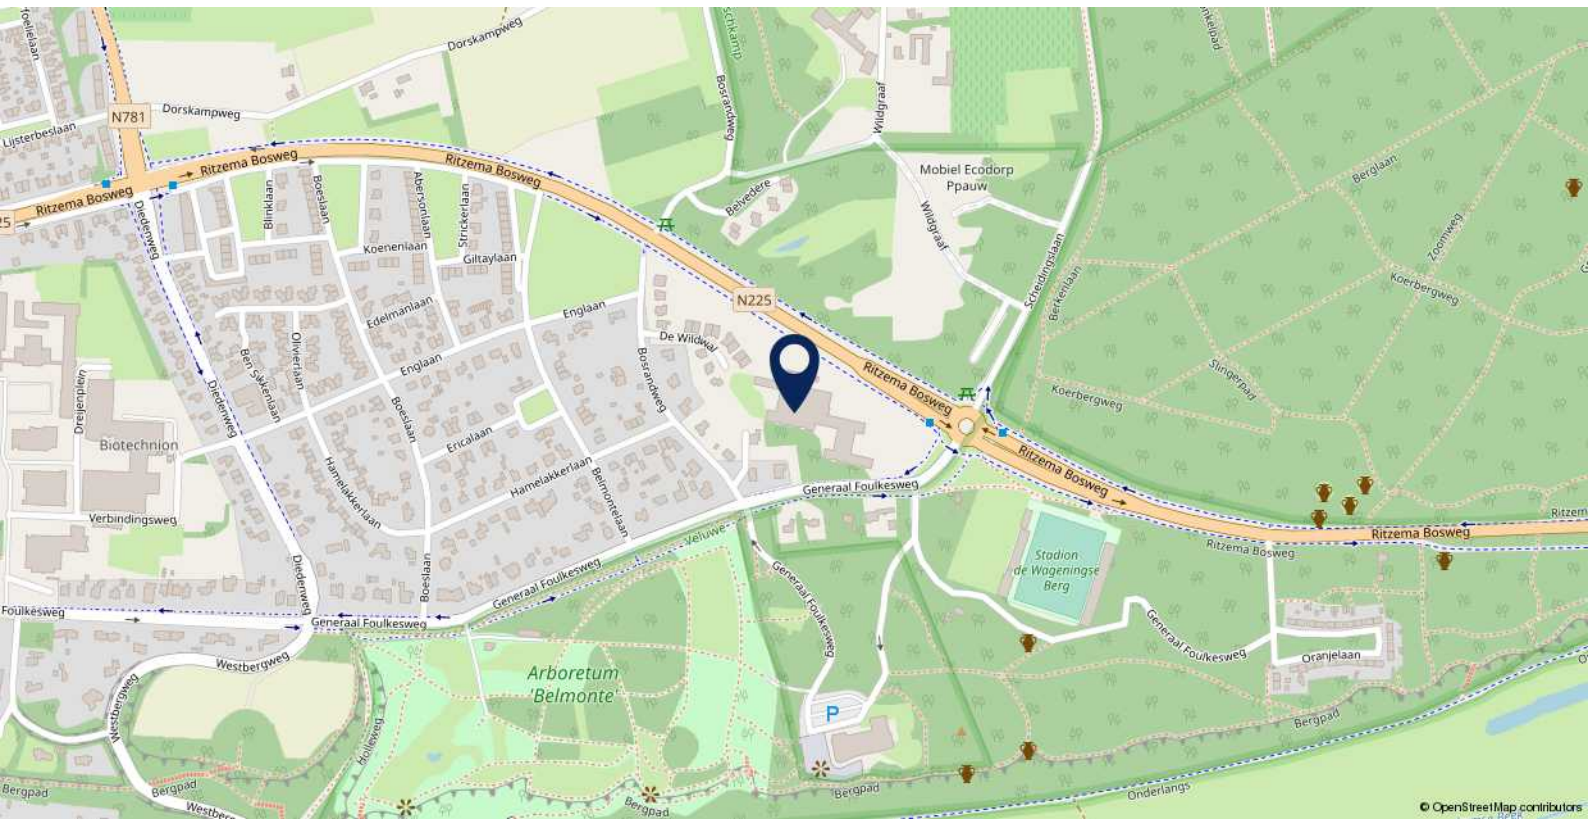 Dorskampweg
Dorskampweg
N781
Lijsterbeslaan
Ritzema Bosweg
Ritzema Bosweg
Ritzema Bosweg
Bosrandweg
Wildgraaf
Mobiel Ecodorp
Ppauw
Belvedere
Wildgraaf
Scheidingslaan
Berkenlaan
Berglaan
Zoomweg
Koerbergweg
Slingerpad
Koerbergweg
Diedenweg
Blinklaan
Boeslaan
Abersonlaan
Strickerlaan
Koenenlaan
Giltaylaan
Edelmanlaan
Englaan
Englaan
N225
De Wildwal
Olivierlaan
Ben Sikkenlaan
Bosrandweg
Ritzema Bosweg
Dreijenplein
Diedenweg
Boeslaan
Ericalaan
Biotechnion
Hamelakkerlaan
Hamelakkerlaan
Belmontelaan
Ritzema Bosweg
Generaal Foulkesweg
Verbindingsweg
Veluwe
Ritzema Bosweg
Ritzema Bosweg
Stadion
de Wageningse
Berg
Diedenweg
Boeslaan
Generaal Foulkesweg
Generaal Foulkesweg
Generaal Foulkesweg
Foulkesweg
Generaal Foulkesweg
Oranjelaan
Westbergweg
Westbergweg
Arboretum
'Belmonte'
Holleweg
P
Bergpad
Bergpad
Bergpad
Bergpad
Bergpad
Onderlangs
© OpenStreetMap contributors